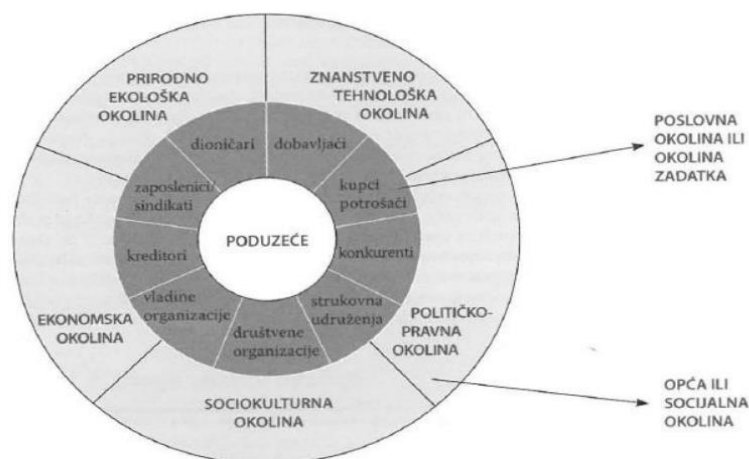 PRIRODNO
EKOLOŠKA
OKOLINA
ZNANSTVENO
TEHNOLOŠKA
OKOLINA
POSLOVNA
OKOLINA ILI
OKOLINA
ZADATKA
dioničari
dobavljači
zaposlenici/
sindikati
kupci
potrošači
PODUZEĆE
kreditori
konkurenti
vladine
organizacije
strukovna
udruženja
društvene
organizacije
EKONOMSKA
OKOLINA
POLITIČKO-
PRAVNA
OKOLINA
SOCIOKULTURNA
OKOLINA
OPĆA ILI
SOCIJALNA
OKOLINA